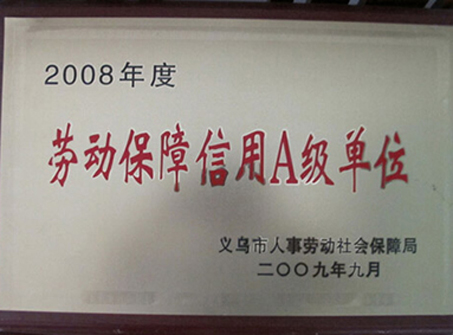 2008年度
劳动保障信用A级单位
义乌市人事劳动社会保障局
二〇〇九年九月